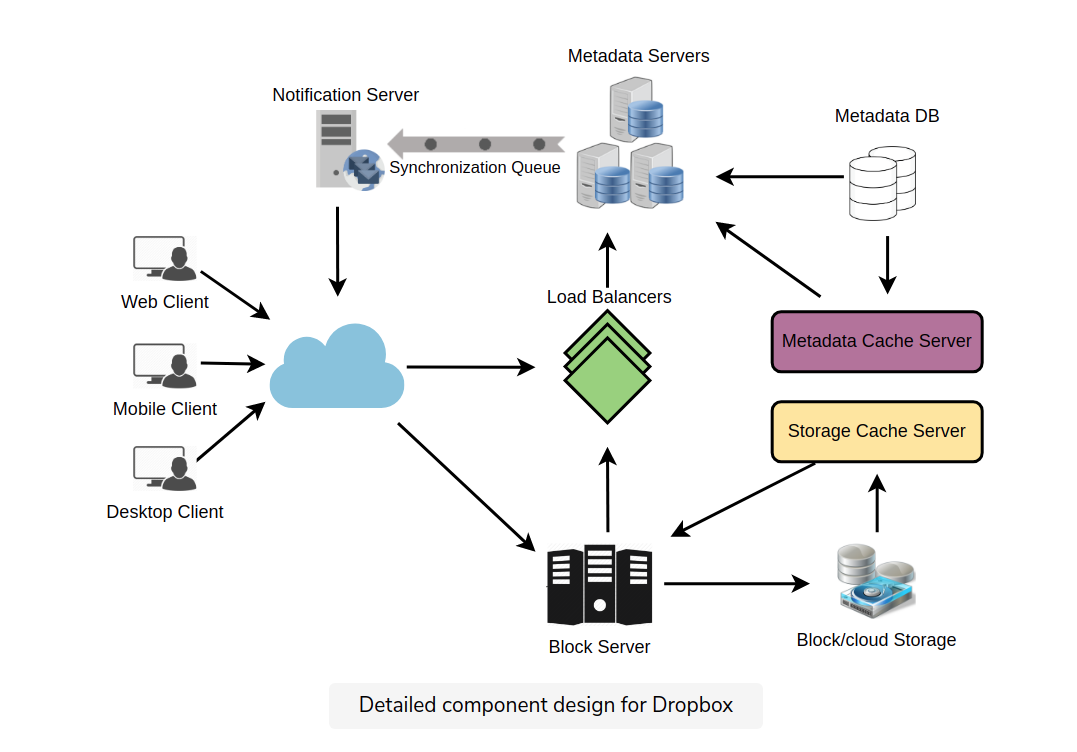 Metadata Servers
Notification Server
Metadata DB
Synchronization Queue
Web Client
Load Balancers
Metadata Cache Server
Mobile Client
Storage Cache Server
Desktop Client
Block Server
Block/cloud Storage
Detailed component design for Dropbox